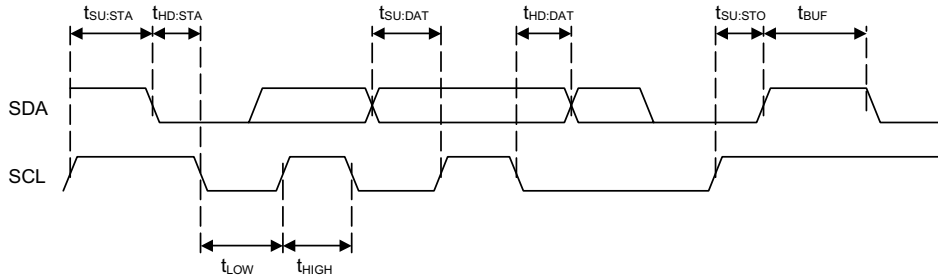 tSU:STA tHD:STA tSU:DAT tHD:DAT tSU:STO tBUF
SDA
SCL
tLOW tHIGH